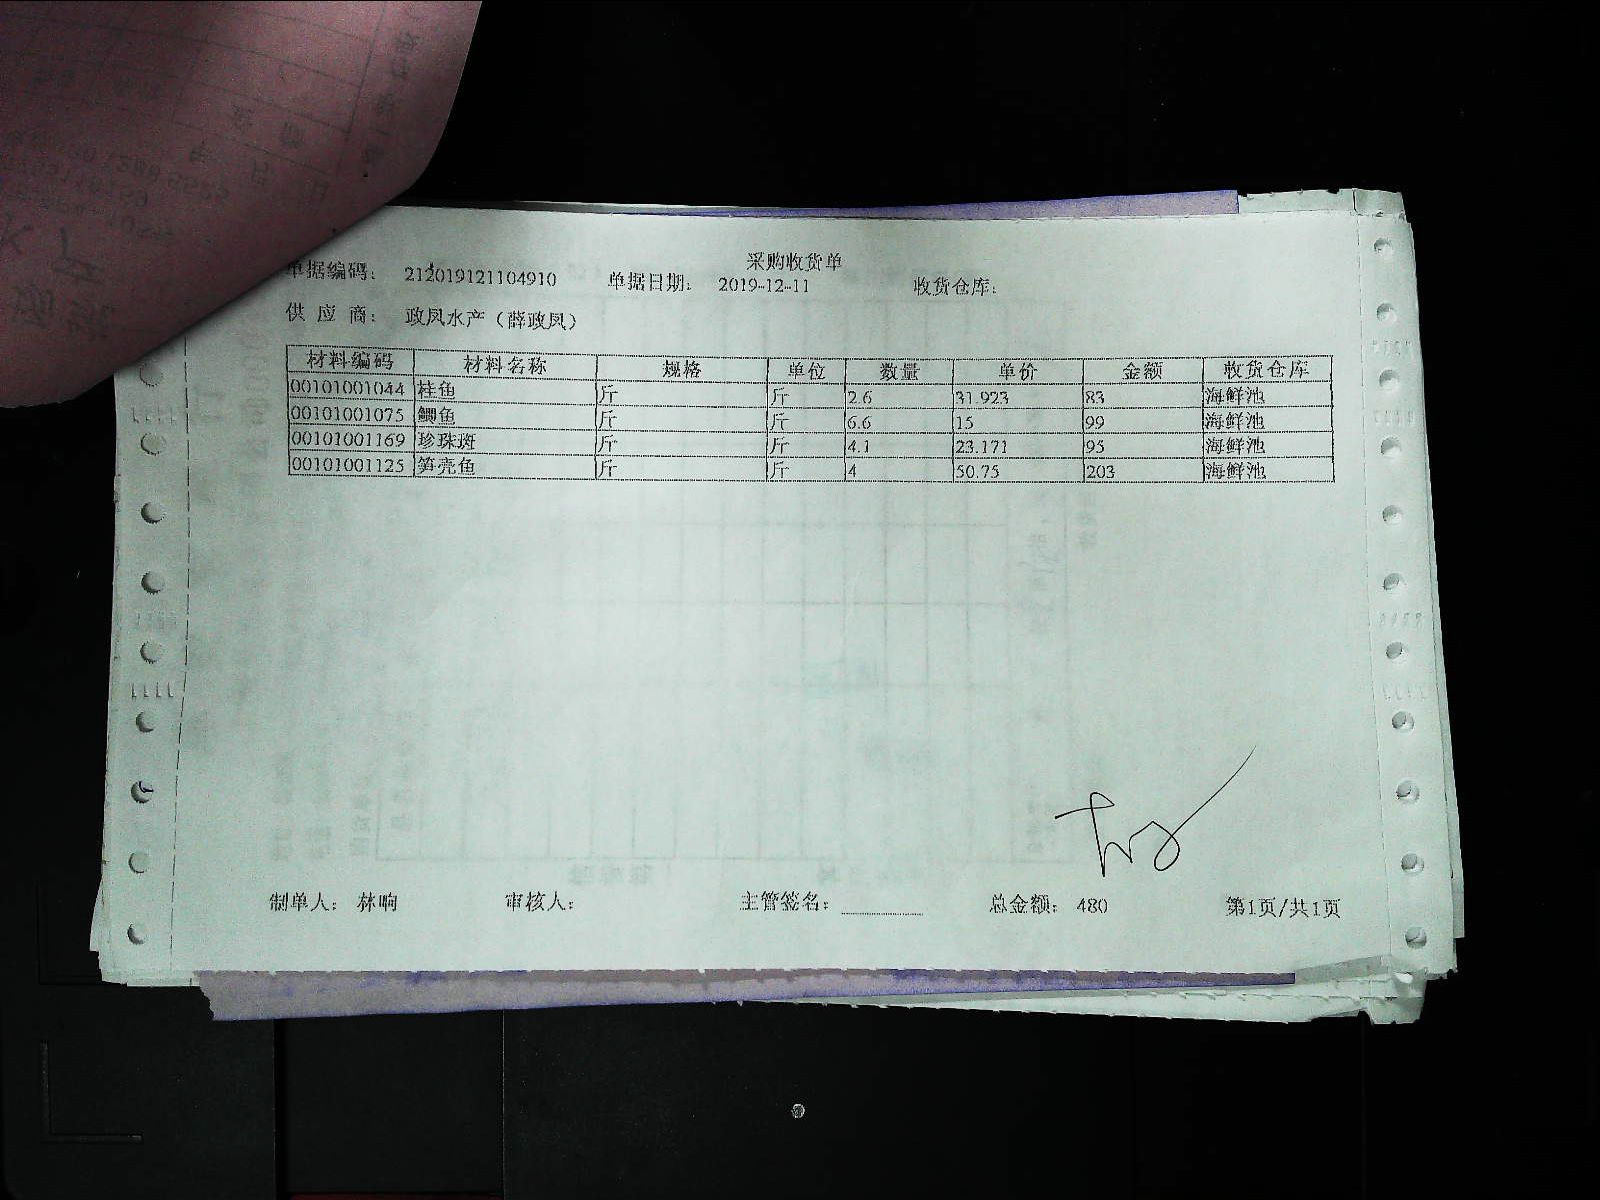 采购收货单
单据编码： 212019121104910 单据日期： 2019-12-11 收货仓库：
供 应 商： 政凤水产（薛政凤）
材料编码 材料名称 规格 单位 数量 单价 金额 收货仓库
00101001044 桂鱼 斤 斤 2.6 31.923 83 海鲜池
00101001075 鲫鱼 斤 斤 6.6 15 99 海鲜池
00101001169 珍珠斑 斤 斤 4.1 23.171 95 海鲜池
00101001125 笋壳鱼 斤 斤 4 50.75 203 海鲜池
制单人： 林响 审核人： 主管签名： 总金额： 480 第1页/共1页